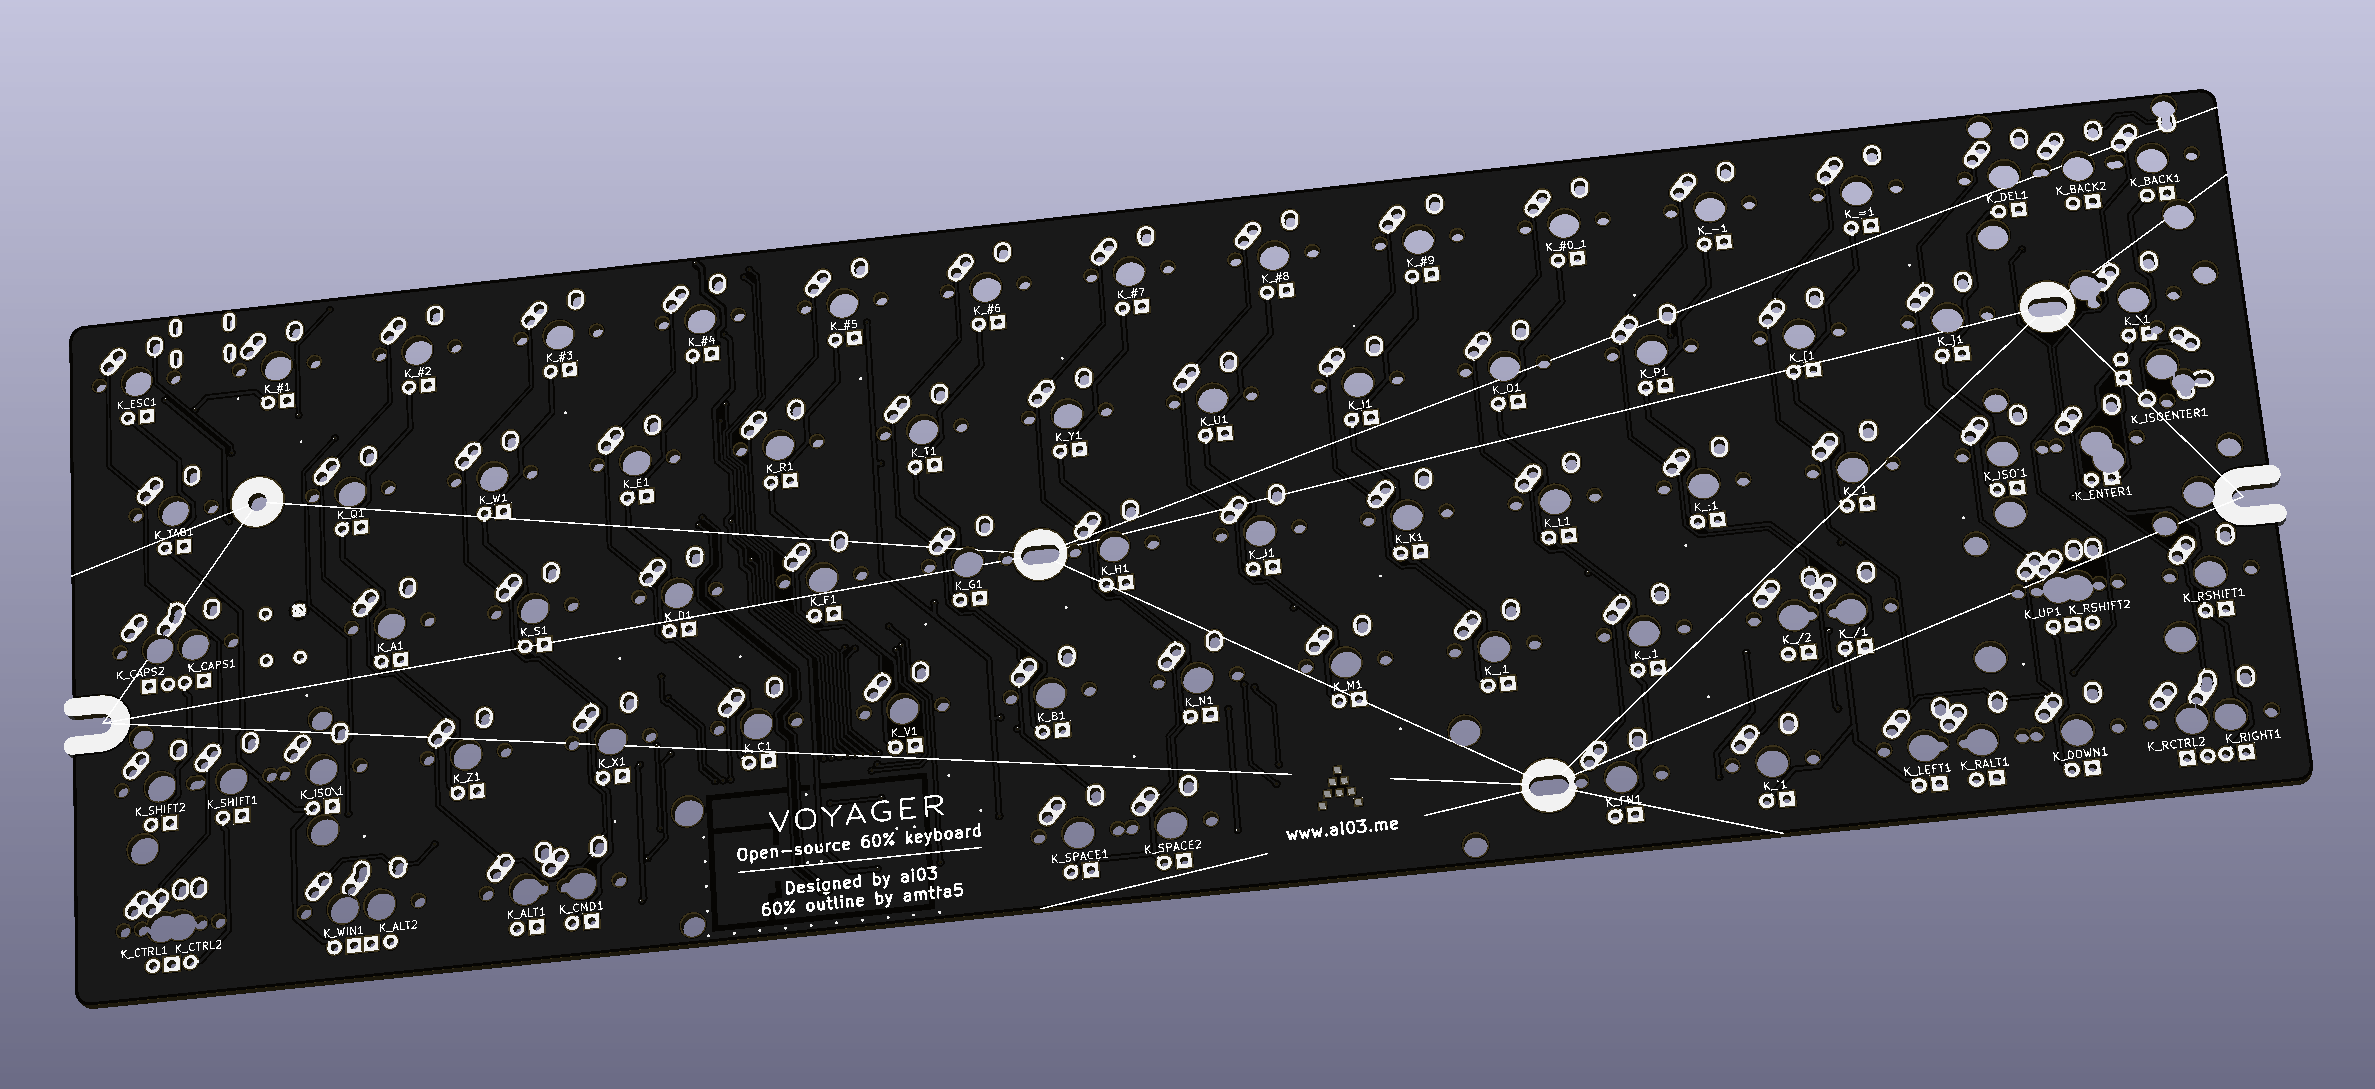 K_ESC1
K_#1
K_#2
K_#3
K_#4
K_#5
K_#6
K_#7
K_#8
K_#9
K_#0_1
K_-1
K_=1
K_DEL1
K_BACK2
K_BACK1
K_TAB1
K_Q1
K_W1
K_E1
K_R1
K_T1
K_Y1
K_U1
K_I1
K_O1
K_P1
K_[1
K_]1
K_\1
K_ISOENTER1
K_CAPS2
K_CAPS1
K_A1
K_S1
K_D1
K_F1
K_G1
K_H1
K_J1
K_K1
K_L1
K_;1
K_ENTER1
K_SHIFT2
K_SHIFT1
K_ISO\1
K_Z1
K_X1
K_C1
K_V1
K_B1
K_N1
K_M1
K_/2
K_/1
K_UP1
K_RSHIFT2
K_RSHIFT1
K_CTRL1
K_CTRL2
K_WIN1
K_ALT2
K_ALT1
K_CMD1
K_SPACE1
K_SPACE2
K_FN1
K_LEFT1
K_RALT1
K_DOWN1
K_RCTRL2
K_RIGHT1
VOYAGER
Open-source 60% keyboard
Designed by ai03
60% outline by amtra5
www.ai03.me